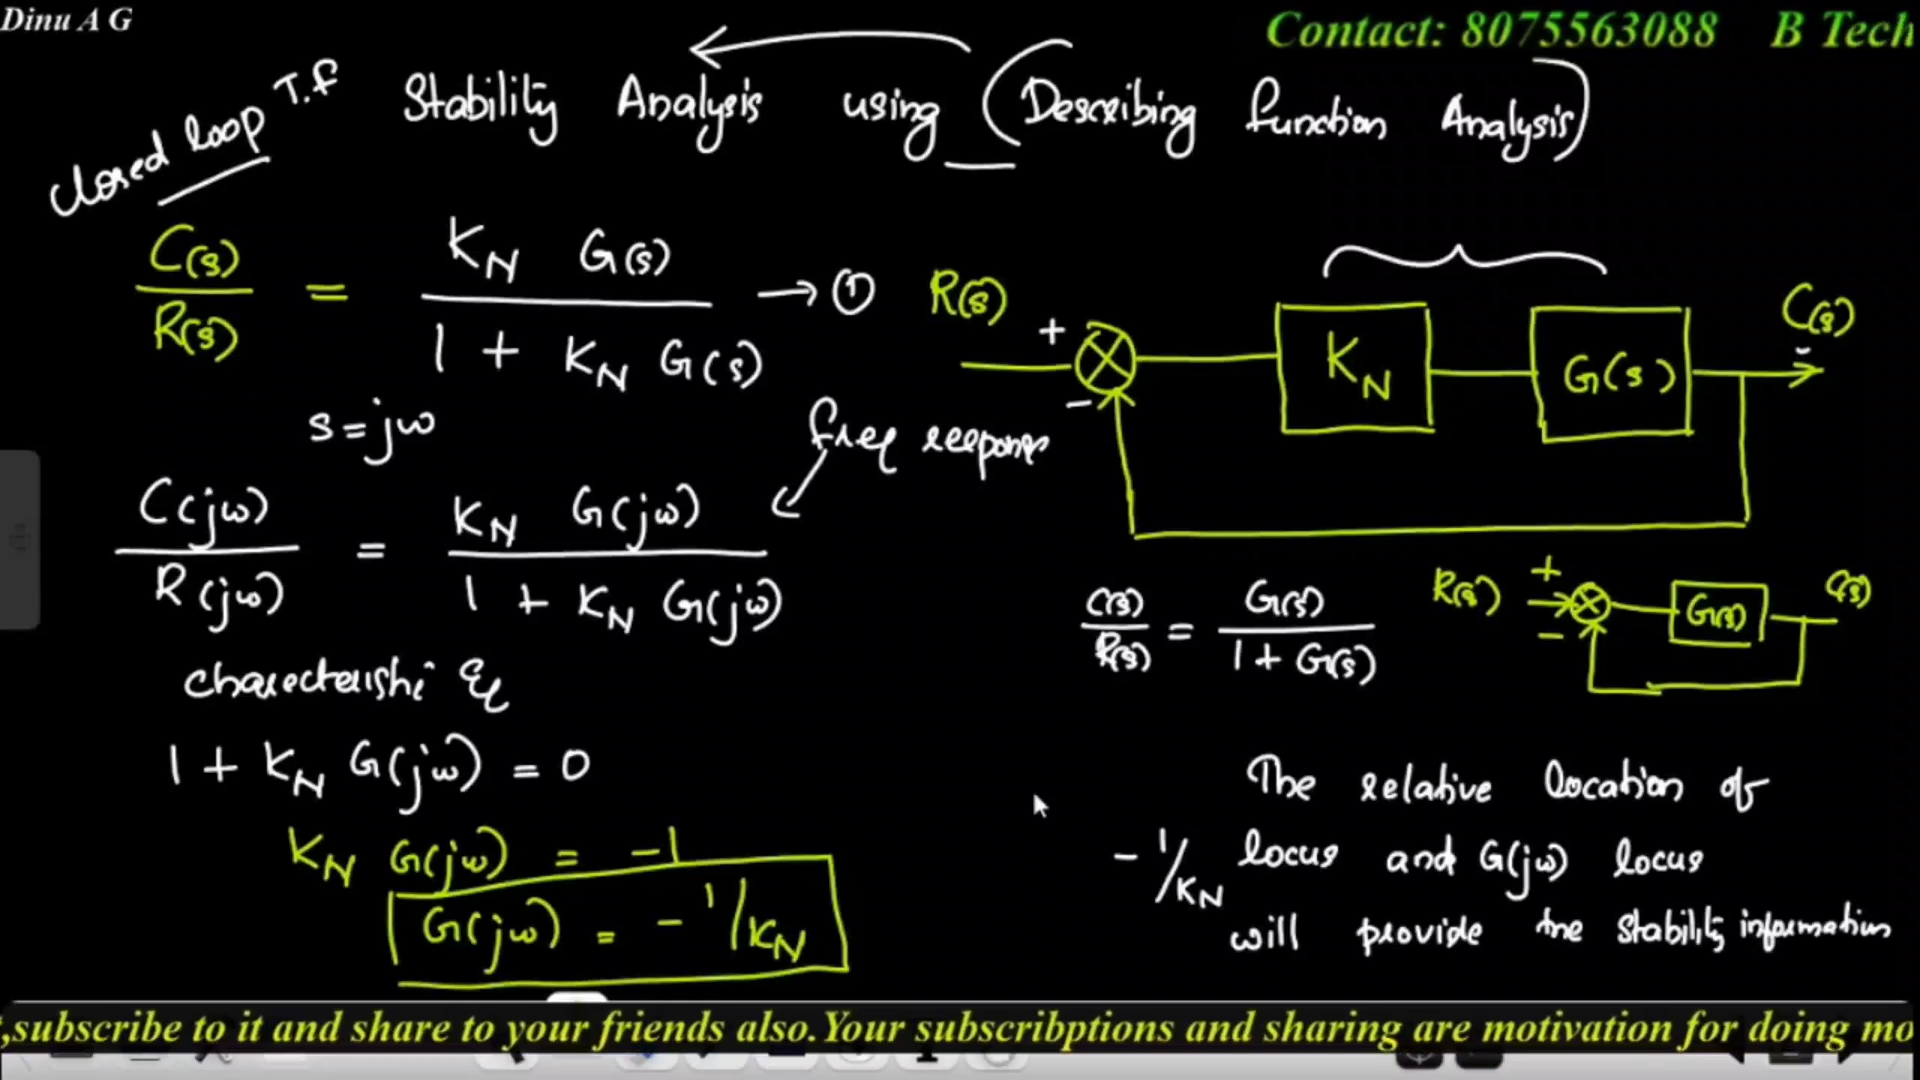 Dinu A G
Contact: 8075563088 B Tech
closed loop T.f
Stability Analysis using (Describing function Analysis)
C(s)/R(s) = KN G(s) / 1 + KN G(s) → ①
s = jω
freq response
C(jω)/R(jω) = KN G(jω) / 1 + KN G(jω)
charecteristic Eq
1 + KN G(jω) = 0
KN G(jω) = -1
G(jω) = - 1/KN
R(s) + - KN G(s) C(s)
C(s)/R(s) = G(s) / 1 + G(s)
R(s) + - G(s) C(s)
The relative location of
- 1/KN locus and G(jω) locus
will provide the stability information
,subscribe to it and share to your friends also.Your subscribptions and sharing are motivation for doing mo